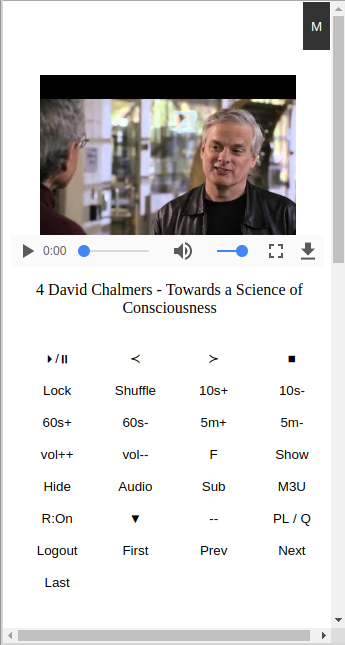 M
0:00
4 David Chalmers - Towards a Science of
Consciousness
⏵/⏸ ≺ ≻ ■
Lock Shuffle 10s+ 10s-
60s+ 60s- 5m+ 5m-
vol++ vol-- F Show
Hide Audio Sub M3U
R:On ▼ -- PL / Q
Logout First Prev Next
Last